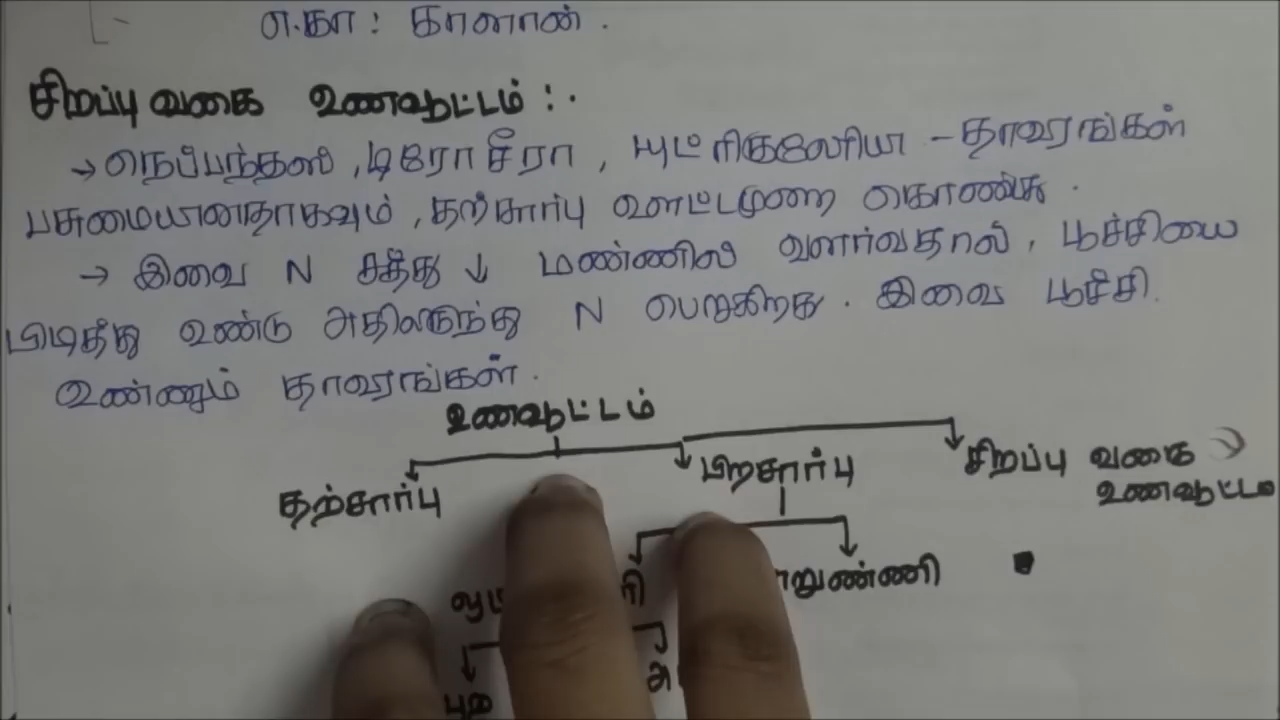 எ.கா : காளான் .
சிறப்பு வகை உணவூட்டம் : .
→ நெப்பந்தஸ் , டிரோசீரா , யுட்ரிகுலேரியா - தாவரங்கள்
பசுமையானதாகவும் , தற்சார்பு ஊட்டமுறை கொண்டது .
→ இவை N சத்து ↓ மண்ணில் வளர்வதால் , பூச்சியை
பிடித்து உண்டு அதிலிருந்து N பெறுகிறது . இவை பூச்சி
உண்ணும் தாவரங்கள் .
உணவூட்டம்
தற்சார்பு பிறசார்பு சிறப்பு வகை
உணவூட்டம்